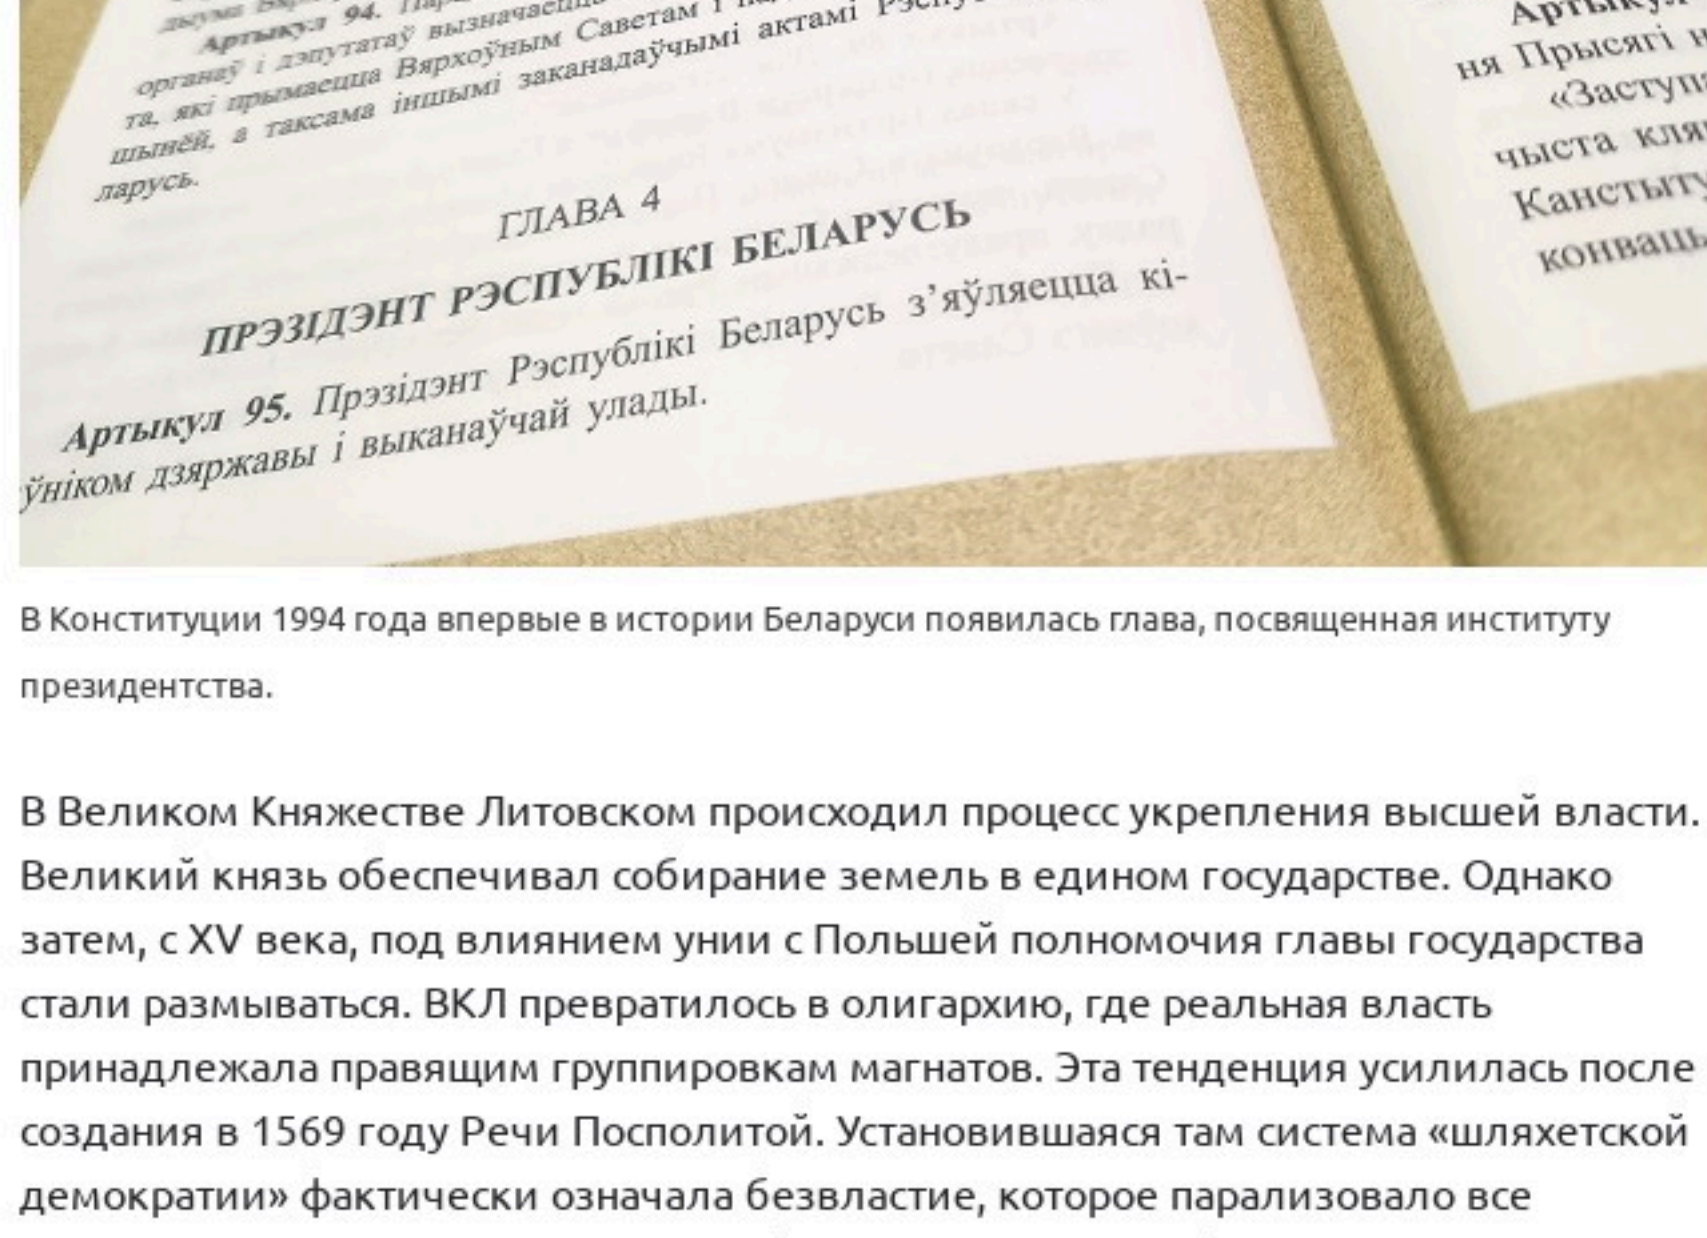 Артыкул 94.
органаў і дэпутатаў вызначаецца
та, які прымаецца Вярхоўным Саветам і
шынёй, а таксама іншымі заканадаўчымі актамі
ларусь.
ГЛАВА 4
ПРЭЗІДЭНТ РЭСПУБЛІКІ БЕЛАРУСЬ
Артыкул 95. Прэзідэнт Рэспублікі Беларусь з’яўляецца кі-
ўніком дзяржавы і выканаўчай улады.
Артыкул
ня Прысягі
«Заступа
чыста кля
Канстыту
конваць
В Конституции 1994 года впервые в истории Беларуси появилась глава, посвященная институту
президентства.
В Великом Княжестве Литовском происходил процесс укрепления высшей власти.
Великий князь обеспечивал собирание земель в едином государстве. Однако
затем, с XV века, под влиянием унии с Польшей полномочия главы государства
стали размываться. ВКЛ превратилось в олигархию, где реальная власть
принадлежала правящим группировкам магнатов. Эта тенденция усилилась после
создания в 1569 году Речи Посполитой. Установившаяся там система «шляхетской
демократии» фактически означала безвластие, которое парализовало все